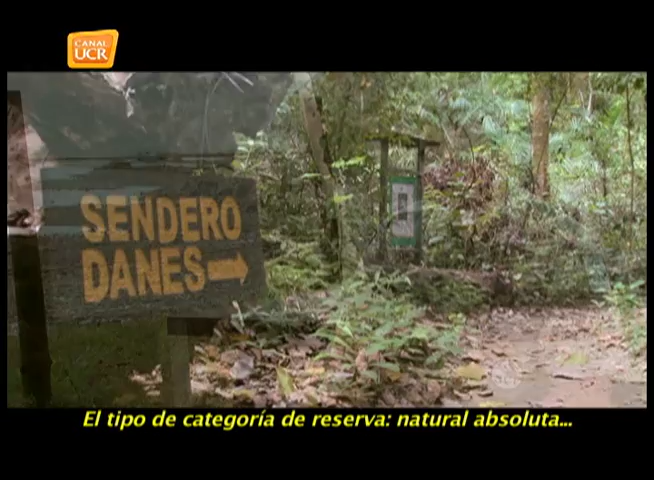 CANAL
UCR
SENDERO
DANES
El tipo de categoría de reserva: natural absoluta...